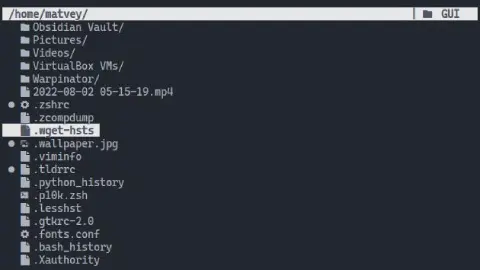 /home/matvey/ GUI
Obsidian Vault/
Pictures/
Videos/
VirtualBox VMs/
Warpinator/
2022-08-02 05-15-19.mp4
.zshrc
.zcompdump
.wget-hsts
.wallpaper.jpg
.viminfo
.tldrrc
.python_history
.p10k.zsh
.lesshst
.gtkrc-2.0
.fonts.conf
.bash_history
.Xauthority